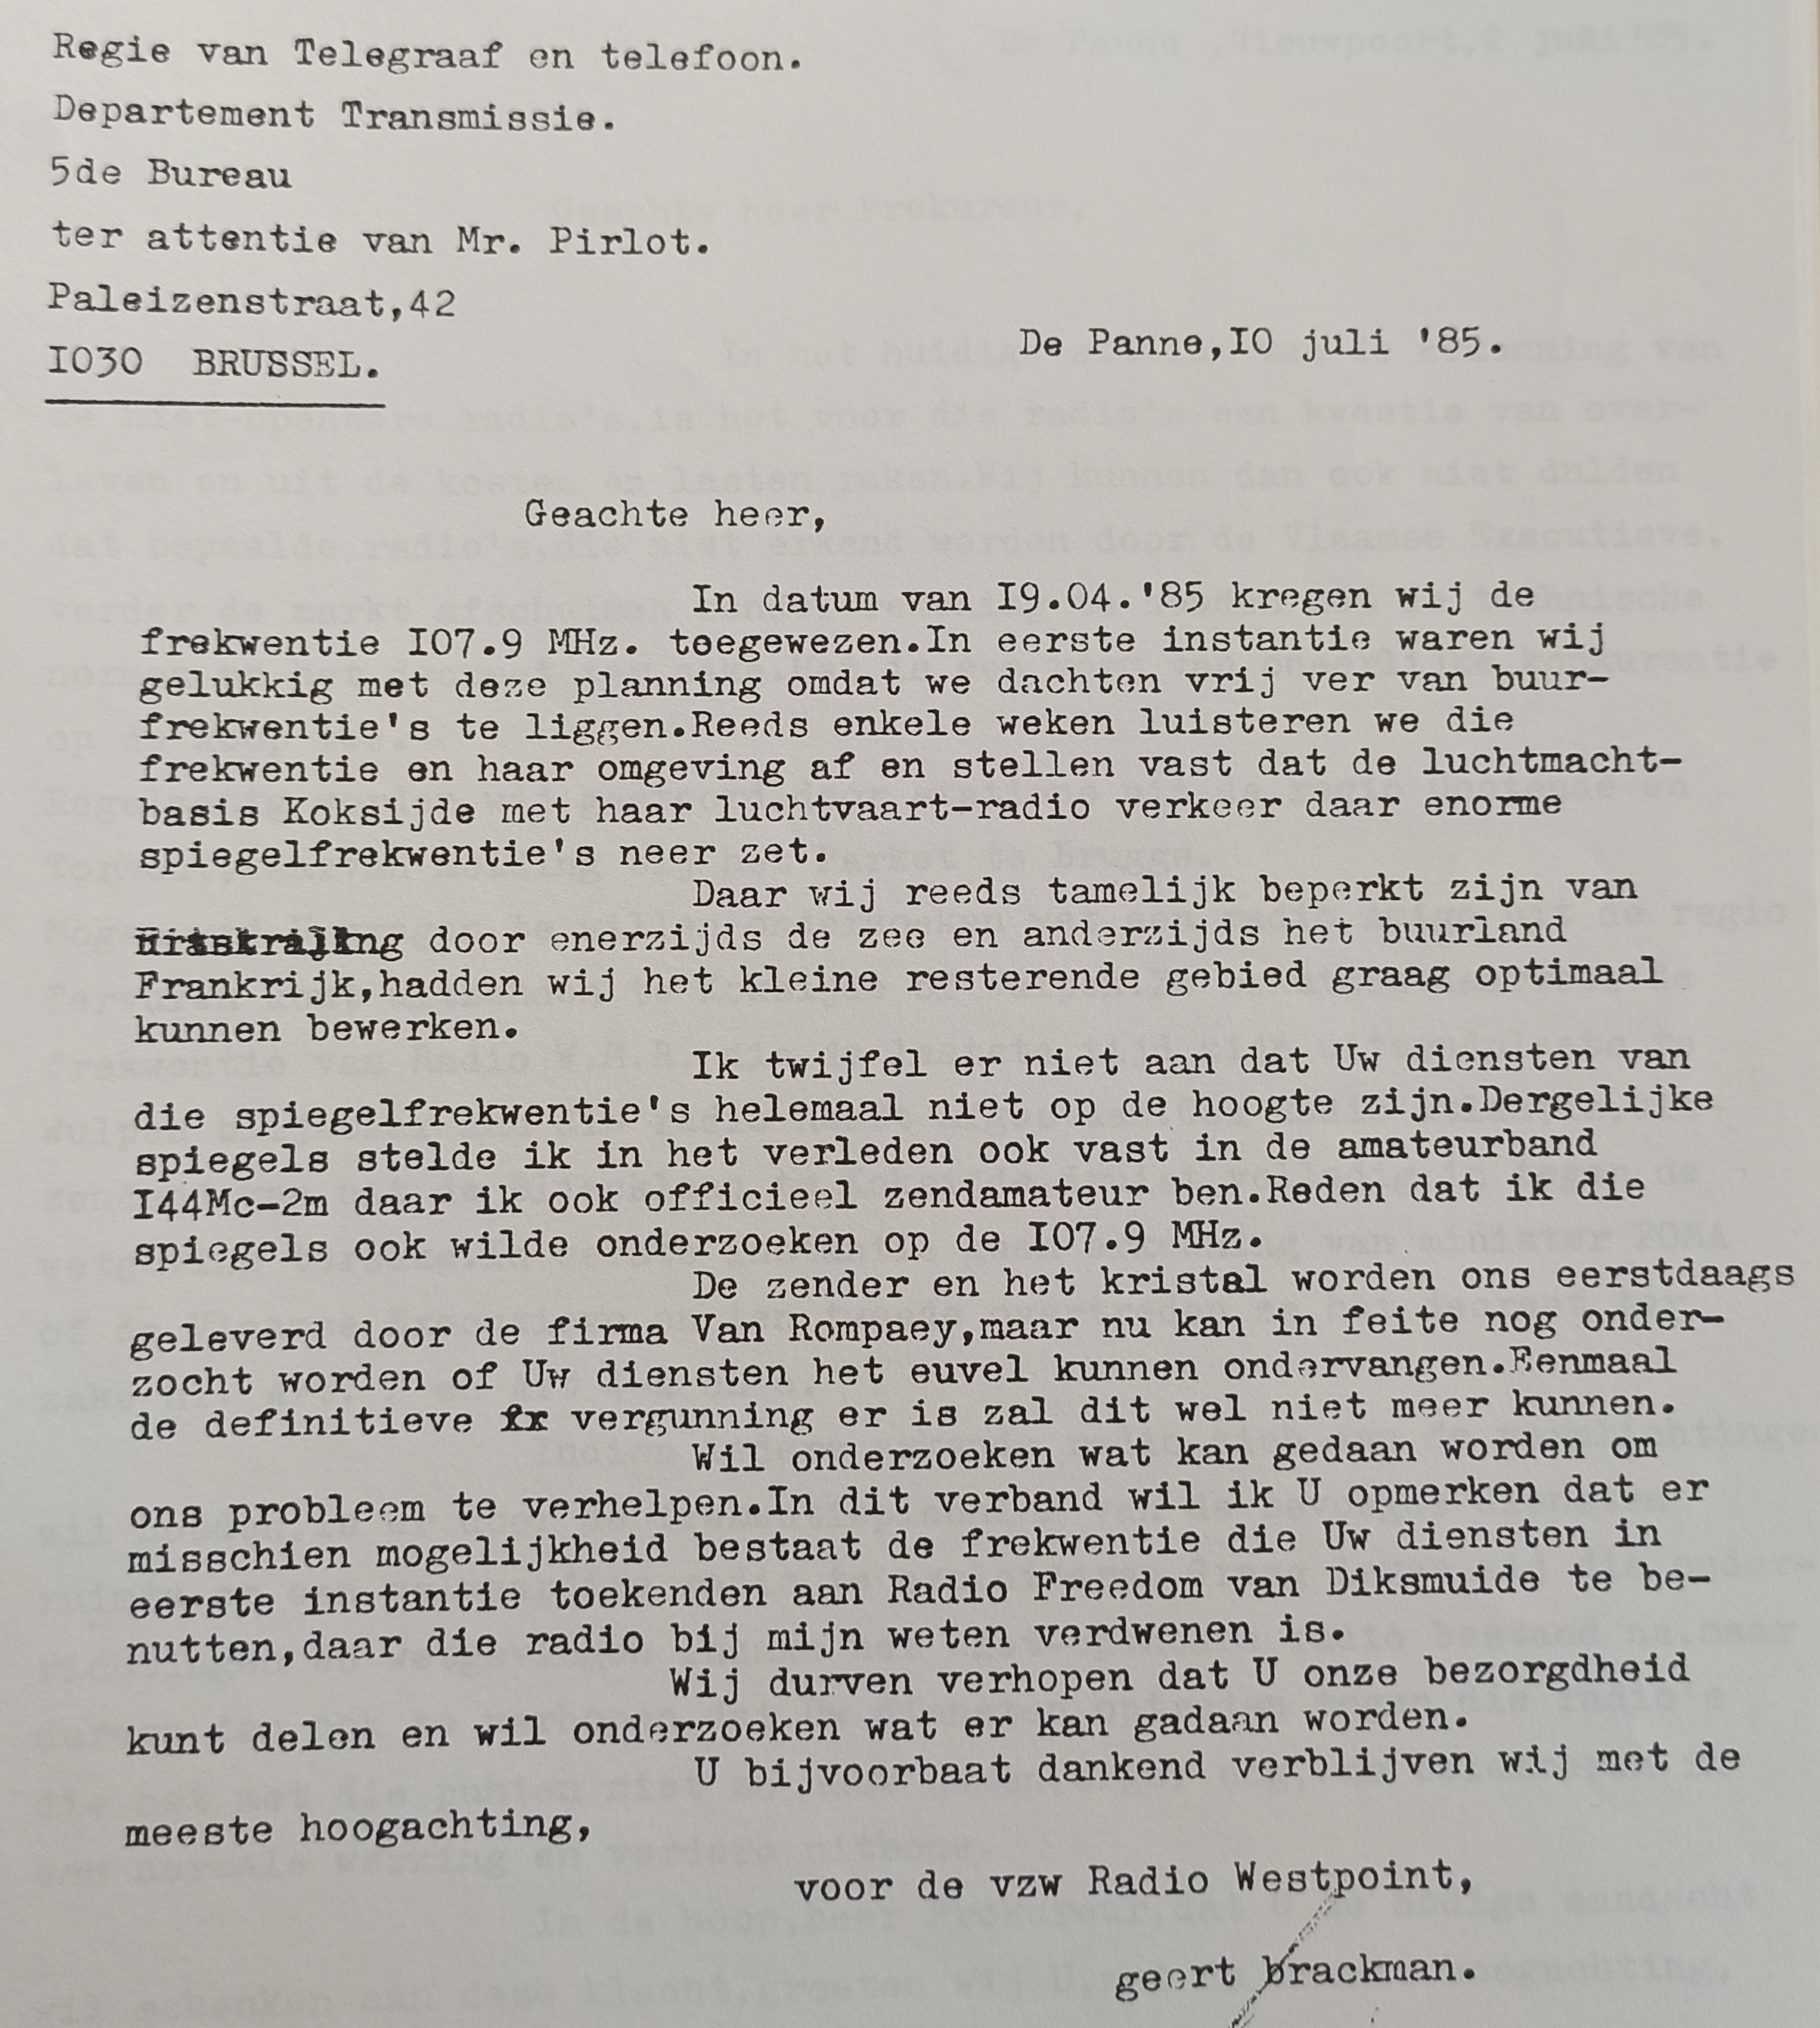 Regie van Telegraaf en telefoon.
Departement Transmissie.
5de Bureau
ter attentie van Mr. Pirlot.
Paleizenstraat,42
I030 BRUSSEL.
De Panne,I0 juli '85.
Geachte heer,
In datum van I9.04.'85 kregen wij de
frekwentie I07.9 MHz. toegewezen.In eerste instantie waren wij
gelukkig met deze planning omdat we dachten vrij ver van buur-
frekwentie's te liggen.Reeds enkele weken luisteren we die
frekwentie en haar omgeving af en stellen vast dat de luchtmacht-
basis Koksijde met haar luchtvaart-radio verkeer daar enorme
spiegelfrekwentie's neer zet.
Daar wij reeds tamelijk beperkt zijn van
door enerzijds de zee en anderzijds het buurland
Frankrijk,hadden wij het kleine resterende gebied graag optimaal
kunnen bewerken.
Ik twijfel er niet aan dat Uw diensten van
die spiegelfrekwentie's helemaal niet op de hoogte zijn.Dergelijke
spiegels stelde ik in het verleden ook vast in de amateurband
I44Mc-2m daar ik ook officieel zendamateur ben.Reden dat ik die
spiegels ook wilde onderzoeken op de I07.9 MHz.
De zender en het kristal worden ons eerstdaags
geleverd door de firma Van Rompaey,maar nu kan in feite nog onder-
zocht worden of Uw diensten het euvel kunnen ondervangen.Eenmaal
de definitieve vergunning er is zal dit wel niet meer kunnen.
Wil onderzoeken wat kan gedaan worden om
ons probleem te verhelpen.In dit verband wil ik U opmerken dat er
misschien mogelijkheid bestaat de frekwentie die Uw diensten in
eerste instantie toekenden aan Radio Freedom van Diksmuide te be-
nutten,daar die radio bij mijn weten verdwenen is.
Wij durven verhopen dat U onze bezorgdheid
kunt delen en wil onderzoeken wat er kan gadaan worden.
U bijvoorbaat dankend verblijven wij met de
meeste hoogachting,
voor de vzw Radio Westpoint,
geert brackman.